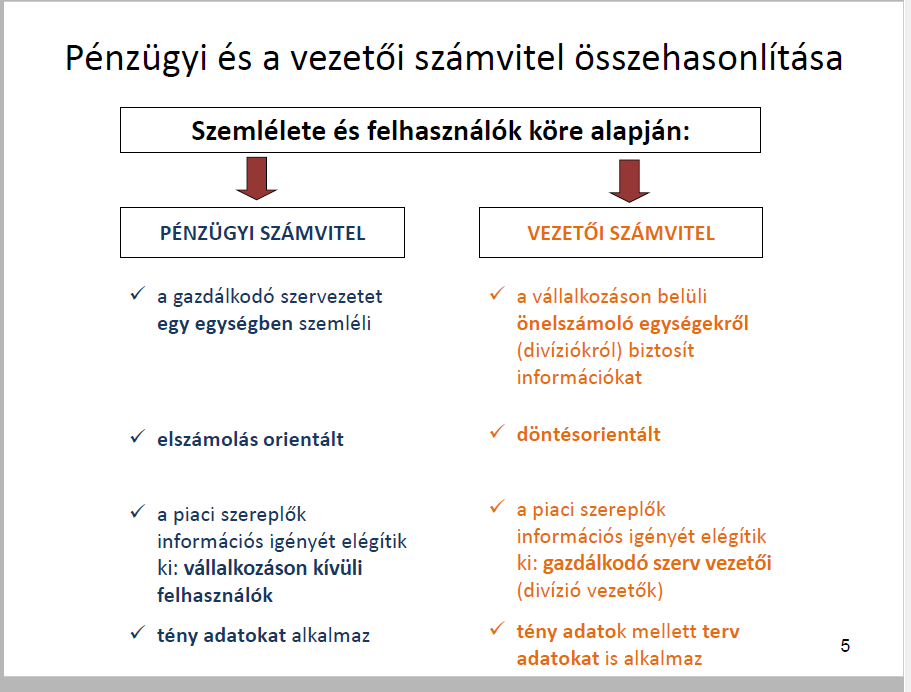 Pénzügyi és a vezetői számvitel összehasonlítása
Szemlélete és felhasználók köre alapján:
PÉNZÜGYI SZÁMVITEL
✓ a gazdálkodó szervezetet
egy egységben szemléli
✓ elszámolás orientált
✓ a piaci szereplők
információs igényét elégítik
ki: vállalkozáson kívüli
felhasználók
✓ tény adatokat alkalmaz
VEZETŐI SZÁMVITEL
✓ a vállalkozáson belüli
önelszámoló egységekről
(divíziókról) biztosít
információkat
✓ döntésorientált
✓ a piaci szereplők
információs igényét elégítik
ki: gazdálkodó szerv vezetői
(divízió vezetők)
✓ tény adatok mellett terv
adatokat is alkalmaz
5